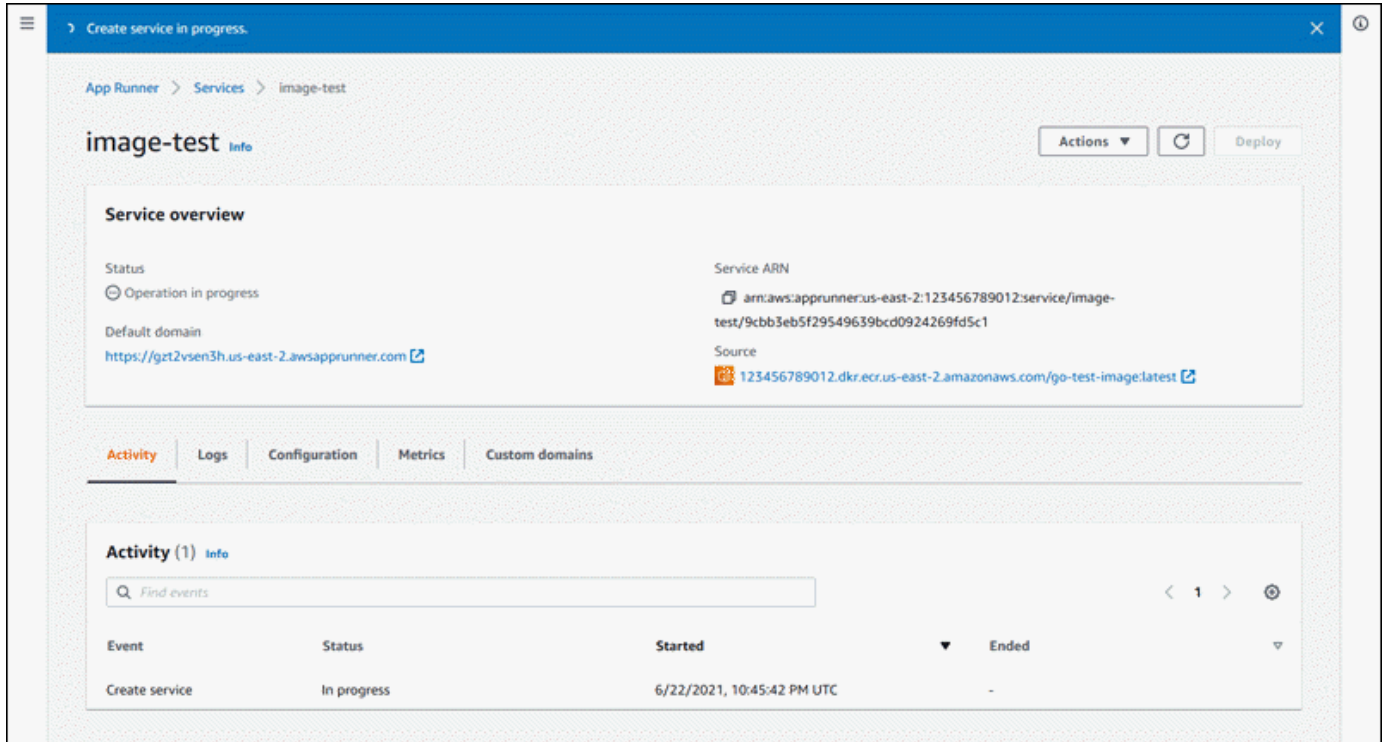 Create service in progress.
App Runner > Services > image-test
image-test Info
Actions
Deploy
Service overview
Status
Operation in progress
Default domain
https://gzt2vsen3h.us-east-2.awsapprunner.com
Service ARN
arn:aws:apprunner:us-east-2:123456789012:service/image-
test/9cbb3eb5f29549639bcd0924269fd5c1
Source
123456789012.dkr.ecr.us-east-2.amazonaws.com/go-test-image:latest
Activity Logs Configuration Metrics Custom domains
Activity (1) Info
Find events
< 1 >
Event Status Started Ended
Create service In progress 6/22/2021, 10:45:42 PM UTC -